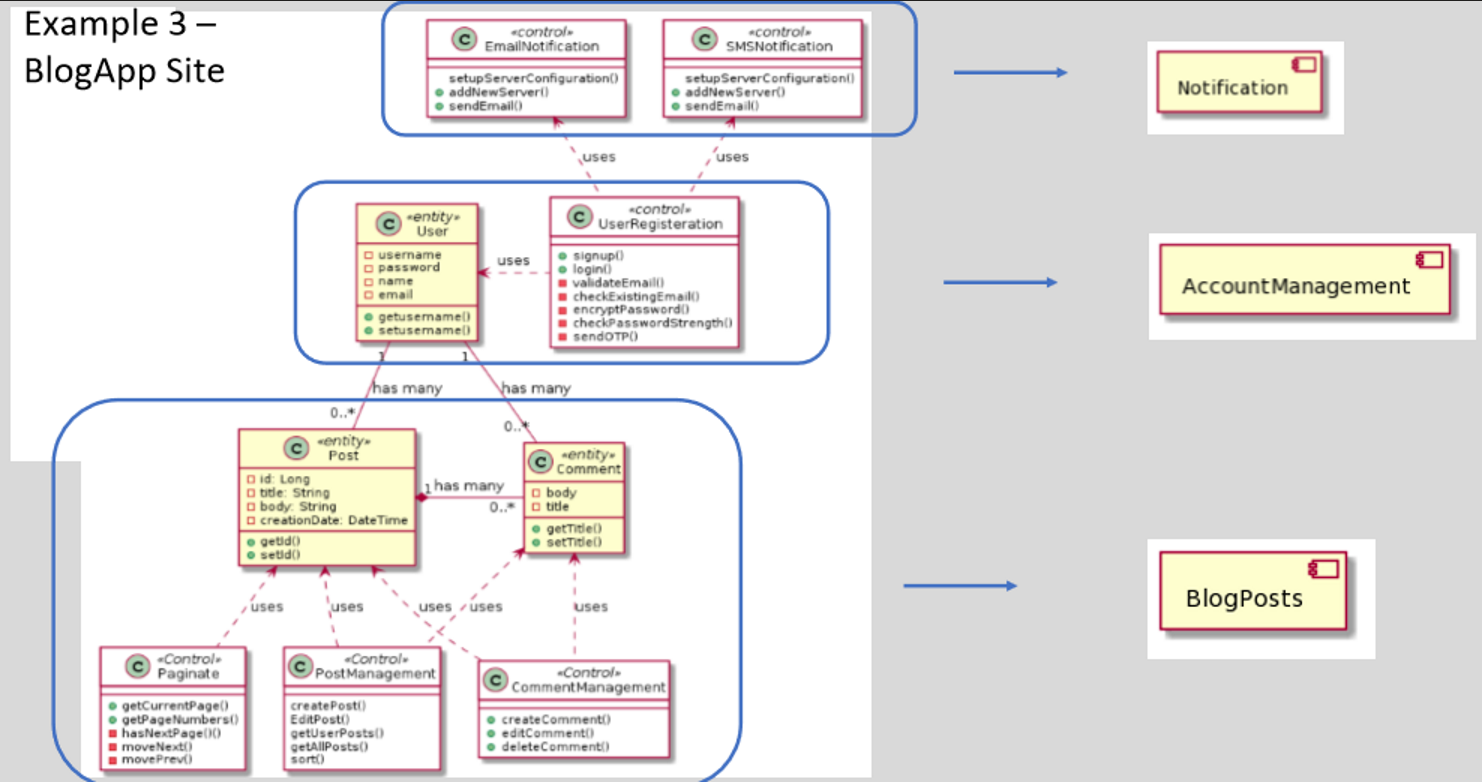 Example 3 –
BlogApp Site
C
«control»
EmailNotification
setupServerConfiguration()
addNewServer()
sendEmail()
C
«control»
SMSNotification
setupServerConfiguration()
addNewServer()
sendEmail()
Notification
uses
uses
C
«entity»
User
username
password
name
email
getusername()
setusername()
uses
C
«control»
UserRegisteration
signup()
login()
validateEmail()
checkExistingEmail()
encryptPassword()
checkPasswordStrength()
sendOTP()
AccountManagement
1
1
has many
has many
0..*
0..*
C
«entity»
Post
id: Long
title: String
body: String
creationDate: DateTime
getId()
setId()
1
has many
0..*
C
«entity»
Comment
body
title
getTitle()
setTitle()
BlogPosts
uses
uses
uses
uses
uses
C
«Control»
Paginate
getCurrentPage()
getPageNumbers()
hasNextPage()()
moveNext()
movePrev()
C
«Control»
PostManagement
createPost()
EditPost()
getUserPosts()
getAllPosts()
sort()
C
«Control»
CommentManagement
createComment()
editComment()
deleteComment()